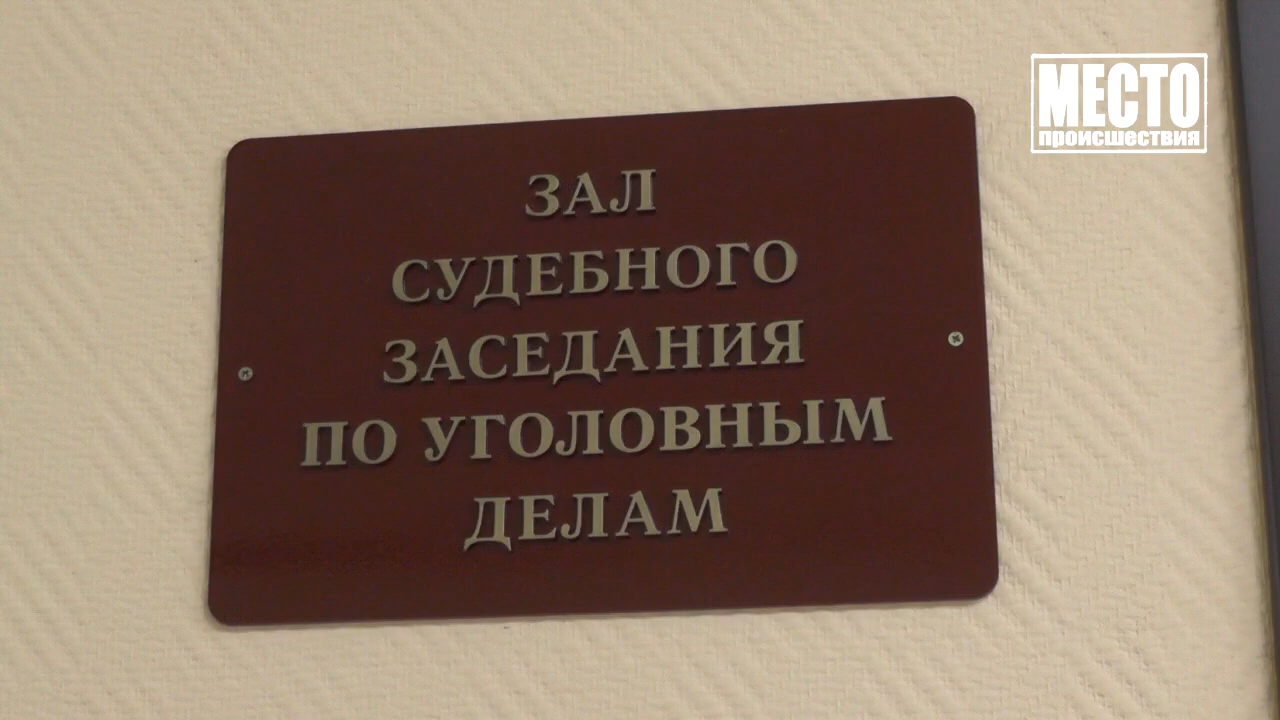 МЕСТО
происшествия
ЗАЛ
СУДЕБНОГО
ЗАСЕДАНИЯ
ПО УГОЛОВНЫМ
ДЕЛАМ